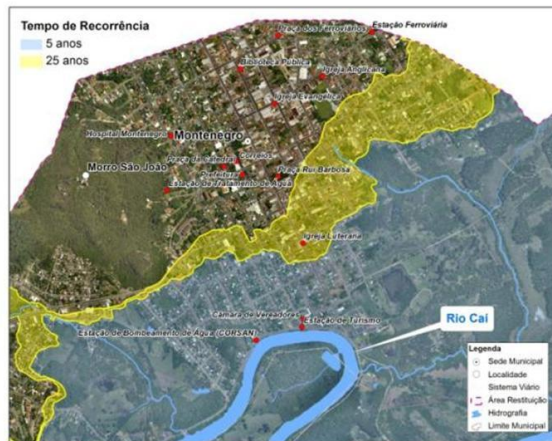 Tempo de Recorrência
5 anos
25 anos
Praça dos Ferroviários
Estação Ferroviária
Biblioteca Pública
Igreja Anglicana
Igreja Evangélica
Hospital Montenegro
Montenegro
Correios
Praça da Catedral
Morro São João
Prefeitura
Praça Rui Barbosa
Estação de Tratamento de Água
Igreja Luterana
Câmara de Vereadores
Estação de Turismo
Estação de Bombeamento de Água (CORSAN)
Rio Caí
Legenda
Sede Municipal
Localidade
Sistema Viário
Área Restituição
Hidrografia
Limite Municipal